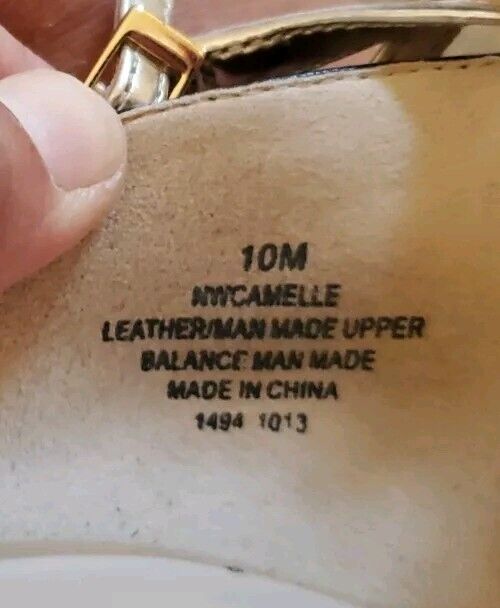 10M
NWCAMELLE
LEATHER/MAN MADE UPPER
BALANCE MAN MADE
MADE IN CHINA
1494 1013